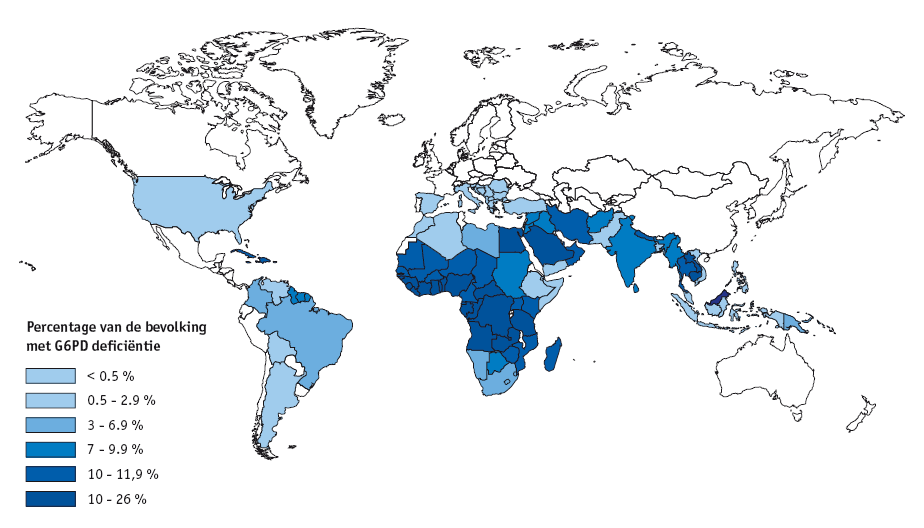 Percentage van de bevolking
met G6PD deficiëntie
< 0.5 %
0.5 - 2.9 %
3 - 6.9 %
7 - 9.9 %
10 - 11,9 %
10 - 26 %